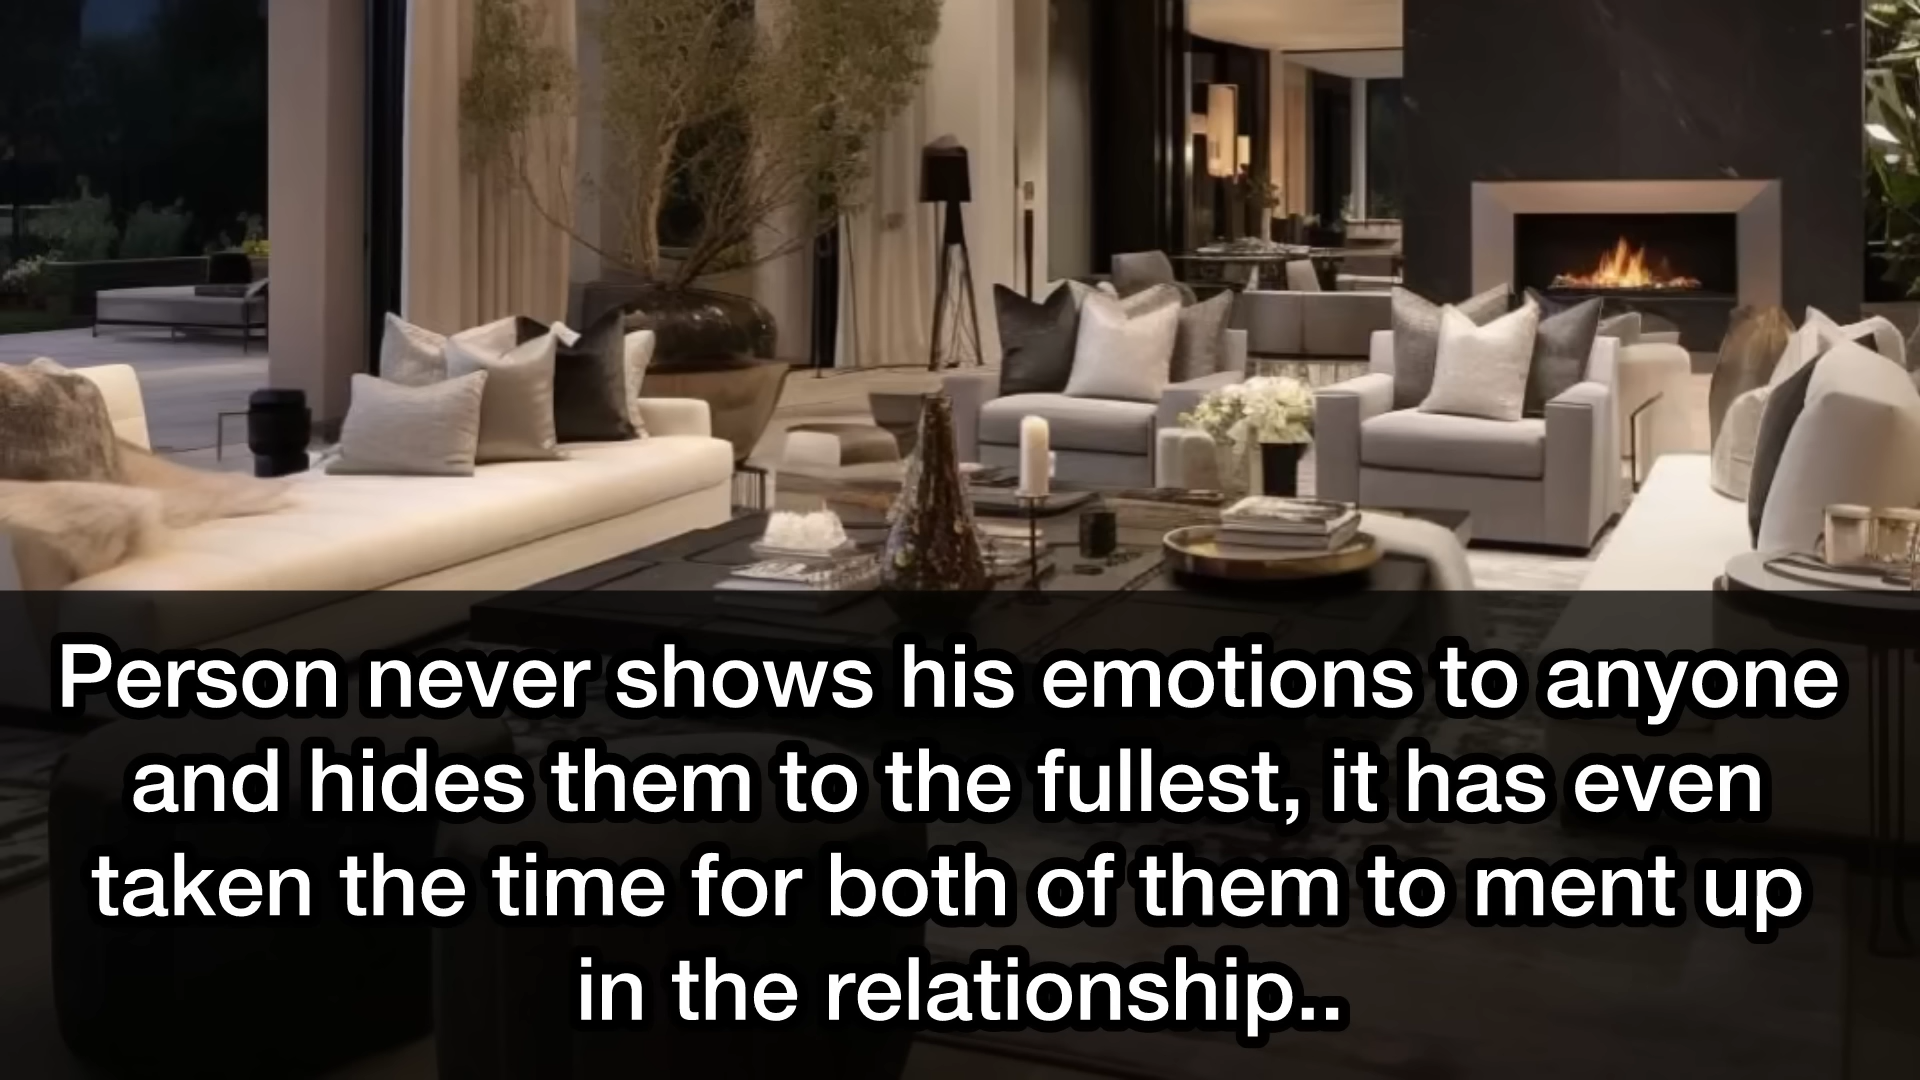 Person never shows his emotions to anyone
and hides them to the fullest, it has even
taken the time for both of them to ment up
in the relationship..